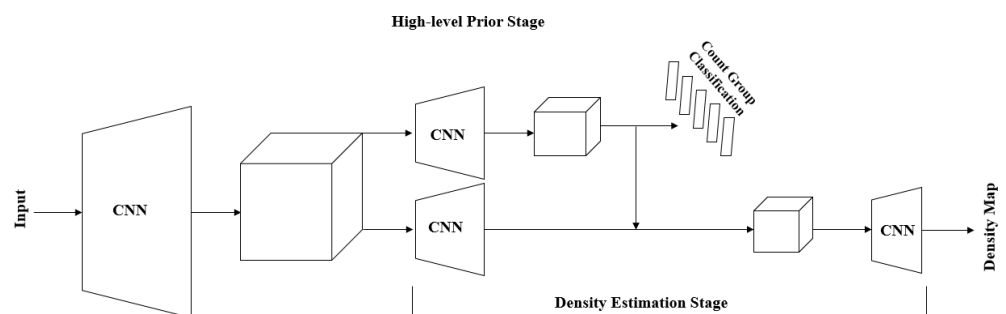 High-level Prior Stage
Count Group
Classification
CNN
CNN
Input
CNN
CNN
Density Map
Density Estimation Stage